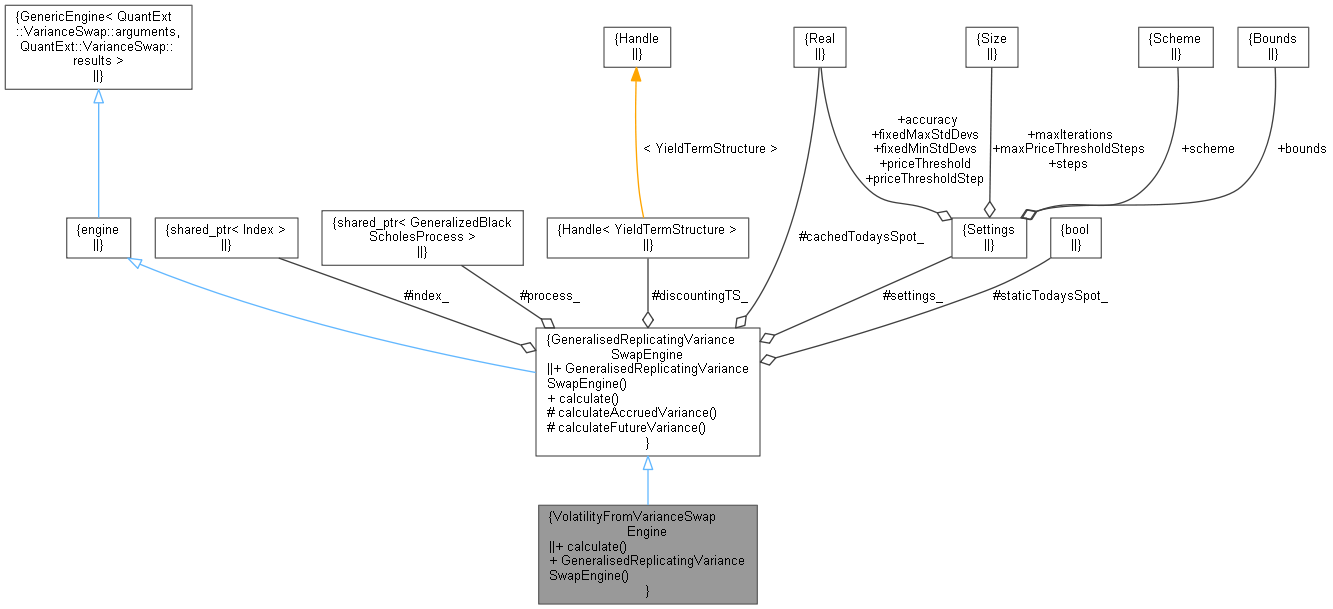 {GenericEngine< QuantExt
::VarianceSwap::arguments,
QuantExt::VarianceSwap::
results >
||}
{Handle
||}
{Real
||}
{Size
||}
{Scheme
||}
{Bounds
||}
< YieldTermStructure >
+accuracy
+fixedMaxStdDevs
+fixedMinStdDevs
+priceThreshold
+priceThresholdStep
+maxIterations
+maxPriceThresholdSteps
+steps
+scheme
+bounds
{engine
||}
{shared_ptr< Index >
||}
{shared_ptr< GeneralizedBlack
ScholesProcess >
||}
{Handle< YieldTermStructure >
||}
{Settings
||}
{bool
||}
#cachedTodaysSpot_
#index_
#process_
#discountingTS_
#settings_
#staticTodaysSpot_
{GeneralisedReplicatingVariance
SwapEngine
||+ GeneralisedReplicatingVariance
SwapEngine()
+ calculate()
# calculateAccruedVariance()
# calculateFutureVariance()
}
{VolatilityFromVarianceSwap
Engine
||+ calculate()
+ GeneralisedReplicatingVariance
SwapEngine()
}